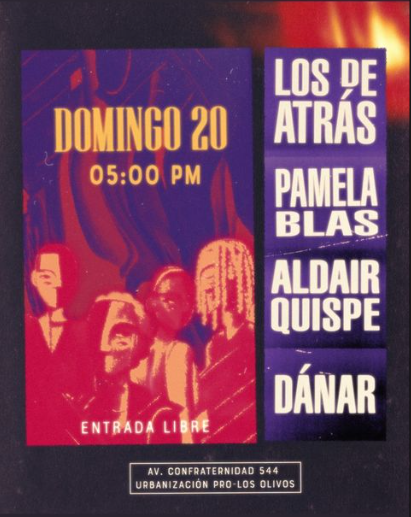 DOMINGO 20
05:00 PM
ENTRADA LIBRE
LOS DE
ATRÁS
PAMELA
BLAS
ALDAIR
QUISPE
DÁNAR
AV. CONFRATERNIDAD 544
URBANIZACIÓN PRO-LOS OLIVOS